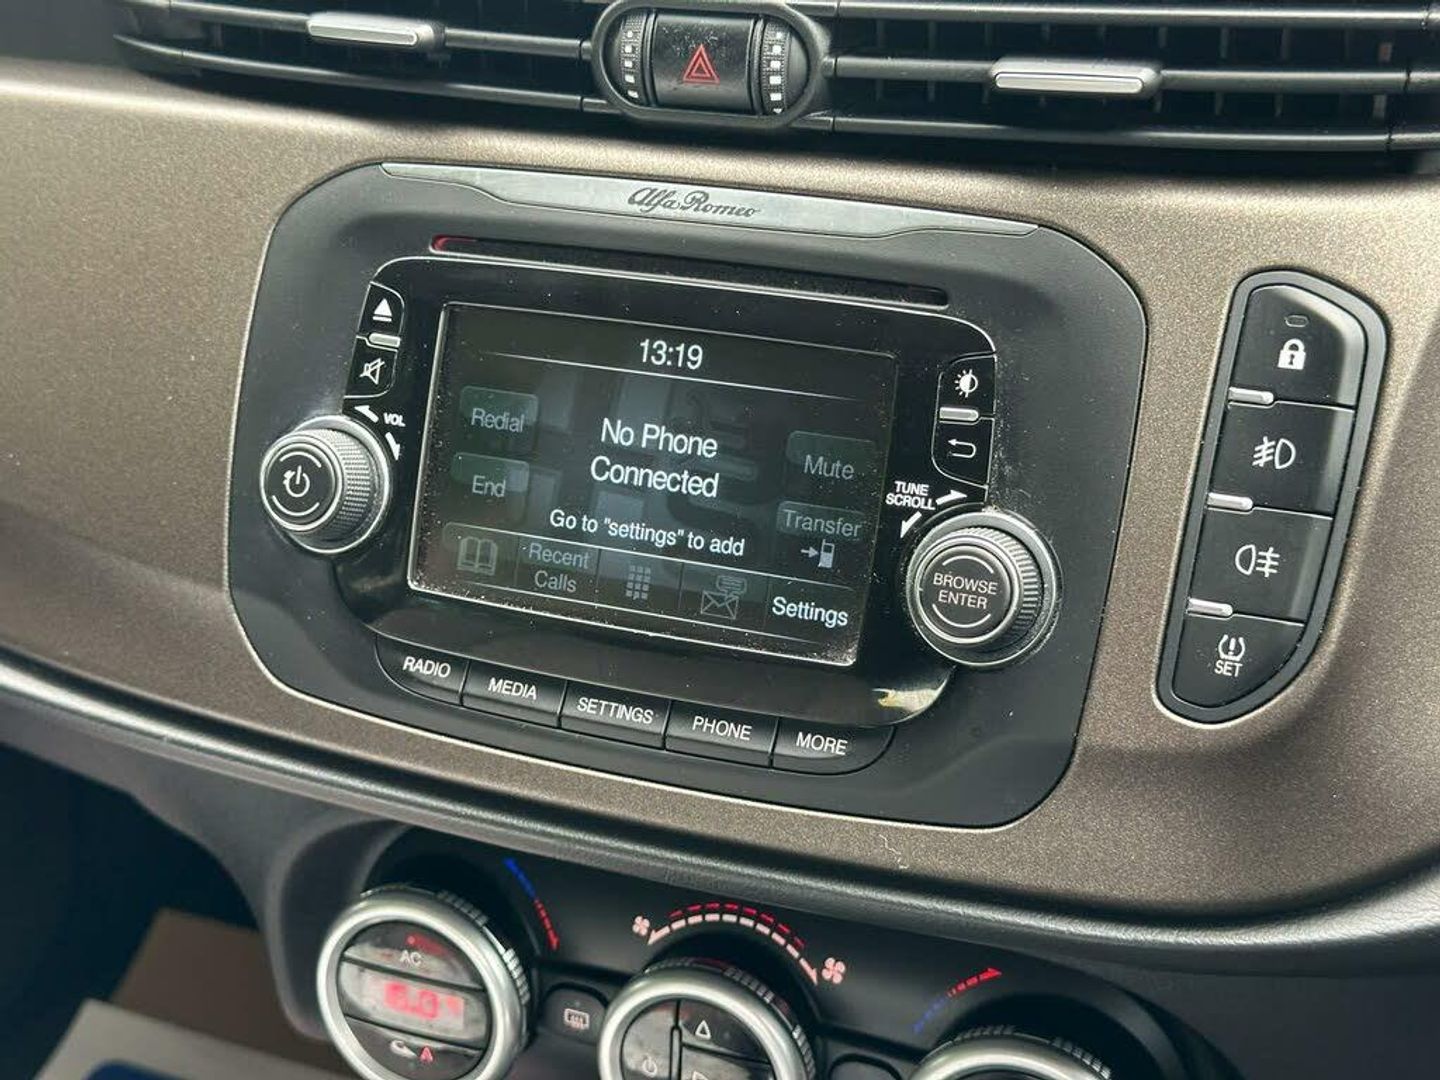 Alfa Romeo
13:19
Redial
No Phone
Connected
Mute
End
Go to "settings" to add
Transfer
Recent
Calls
Settings
VOL
TUNE
SCROLL
BROWSE
ENTER
RADIO
MEDIA
SETTINGS
PHONE
MORE
SET
AC
A